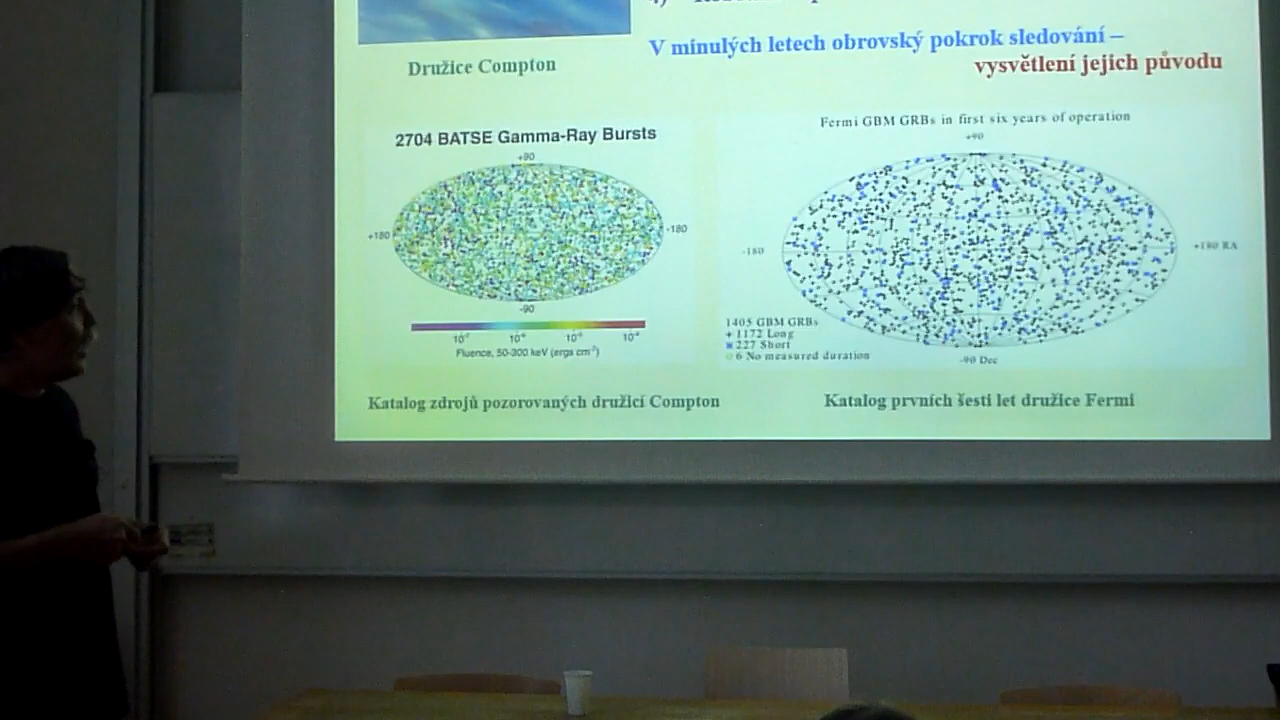 V minulých letech obrovský pokrok sledování –
vysvětlení jejich původu
Družice Compton
2704 BATSE Gamma-Ray Bursts
+90
+180
-180
-90
Fluence, 50-300 keV (ergs cm⁻²)
Fermi GBM GRBs in first six years of operation
+90
-180
+180 RA
-90 Dec
1405 GBM GRBs
+ 1172 Long
227 Short
6 No measured duration
Katalog zdrojů pozorovaných družicí Compton
Katalog prvních šesti let družice Fermi